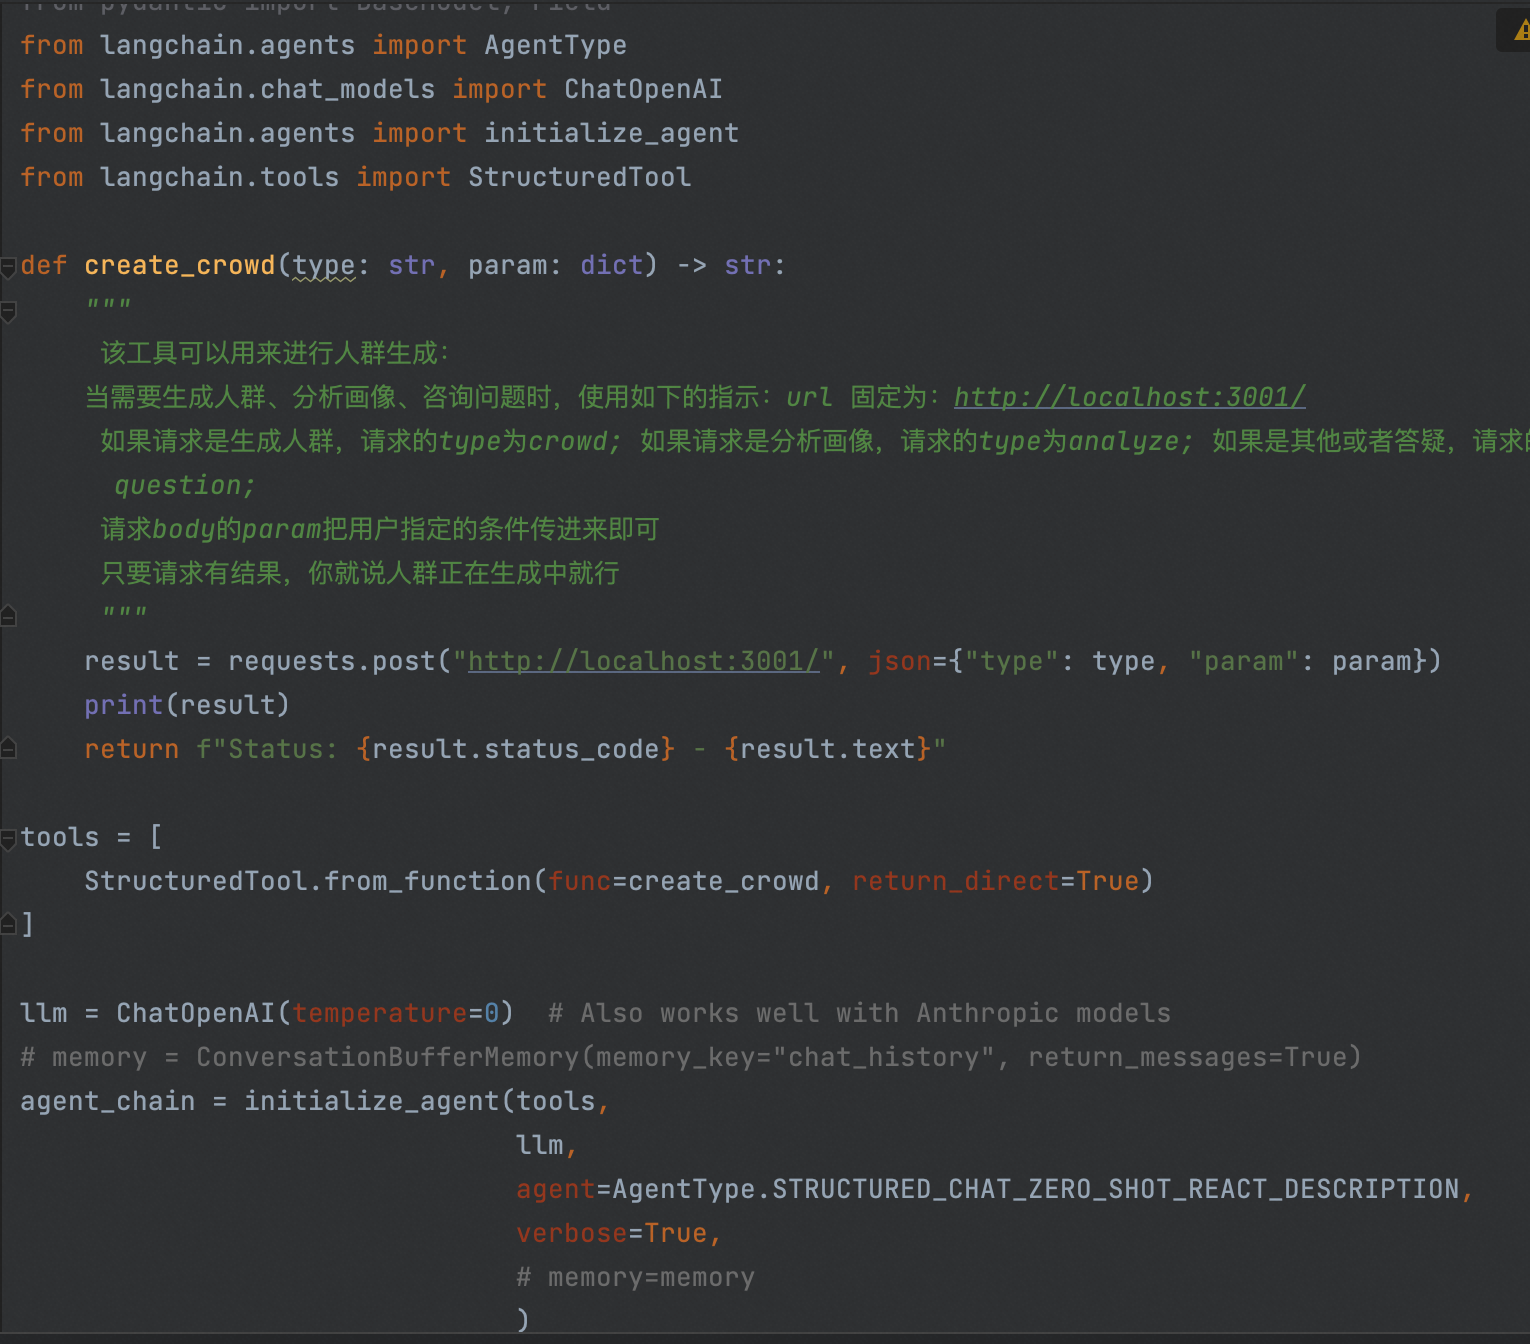 from pydantic import BaseModel, Field
from langchain.agents import AgentType
from langchain.chat_models import ChatOpenAI
from langchain.agents import initialize_agent
from langchain.tools import StructuredTool
def create_crowd(type: str, param: dict) -> str:
"""
该工具可以用来进行人群生成：
当需要生成人群、分析画像、咨询问题时，使用如下的指示：url 固定为：http://localhost:3001/
如果请求是生成人群，请求的type为crowd; 如果请求是分析画像，请求的type为analyze; 如果是其他或者答疑，请求
question;
请求body的param把用户指定的条件传进来即可
只要请求有结果，你就说人群正在生成中就行
"""
result = requests.post("http://localhost:3001/", json={"type": type, "param": param})
print(result)
return f"Status: {result.status_code} - {result.text}"
tools = [
StructuredTool.from_function(func=create_crowd, return_direct=True)
]
llm = ChatOpenAI(temperature=0)  # Also works well with Anthropic models
# memory = ConversationBufferMemory(memory_key="chat_history", return_messages=True)
agent_chain = initialize_agent(tools,
llm,
agent=AgentType.STRUCTURED_CHAT_ZERO_SHOT_REACT_DESCRIPTION,
verbose=True,
# memory=memory
)